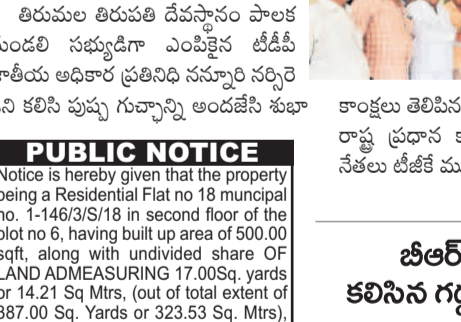 తిరుమల తిరుపతి దేవస్థానం పాలక
సభ్యుడిగా ఎంపికైన టీడీపీ
అధికార ప్రతినిధి నన్నూరి నర్సిరె
కలిసి పుష్ప గుచ్ఛాన్ని అందజేసి శుభా
PUBLIC NOTICE
Notice is hereby given that the property
being a Residential Flat no 18 muncipal
no. 1-146/3/S/18 in second floor of the
plot no 6, having built up area of 500.00
sqft, along with undivided share OF
LAND ADMEASURING 17.00Sq. yards
or 14.21 Sq Mtrs, (out of total extent of
387.00 Sq. Yards or 323.53 Sq. Mtrs),
కాంక్షలు తెలిపిన
రాష్ట్ర ప్రధాన
నేతలు టీజీకే
బీఆర్
కలిసిన